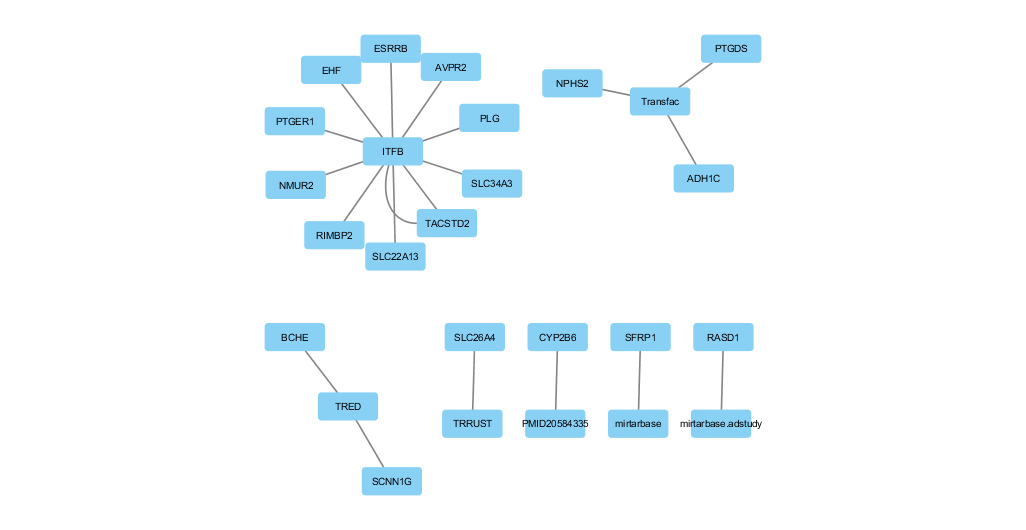 ESRRB
EHF
AVPR2
PTGER1
PLG
ITFB
NMUR2
SLC34A3
RIMBP2
TACSTD2
SLC22A13
PTGDS
NPHS2
Transfac
ADH1C
BCHE
TRED
SCNN1G
SLC26A4
TRRUST
CYP2B6
PMID20584335
SFRP1
mirtarbase
RASD1
mirtarbase.adstudy